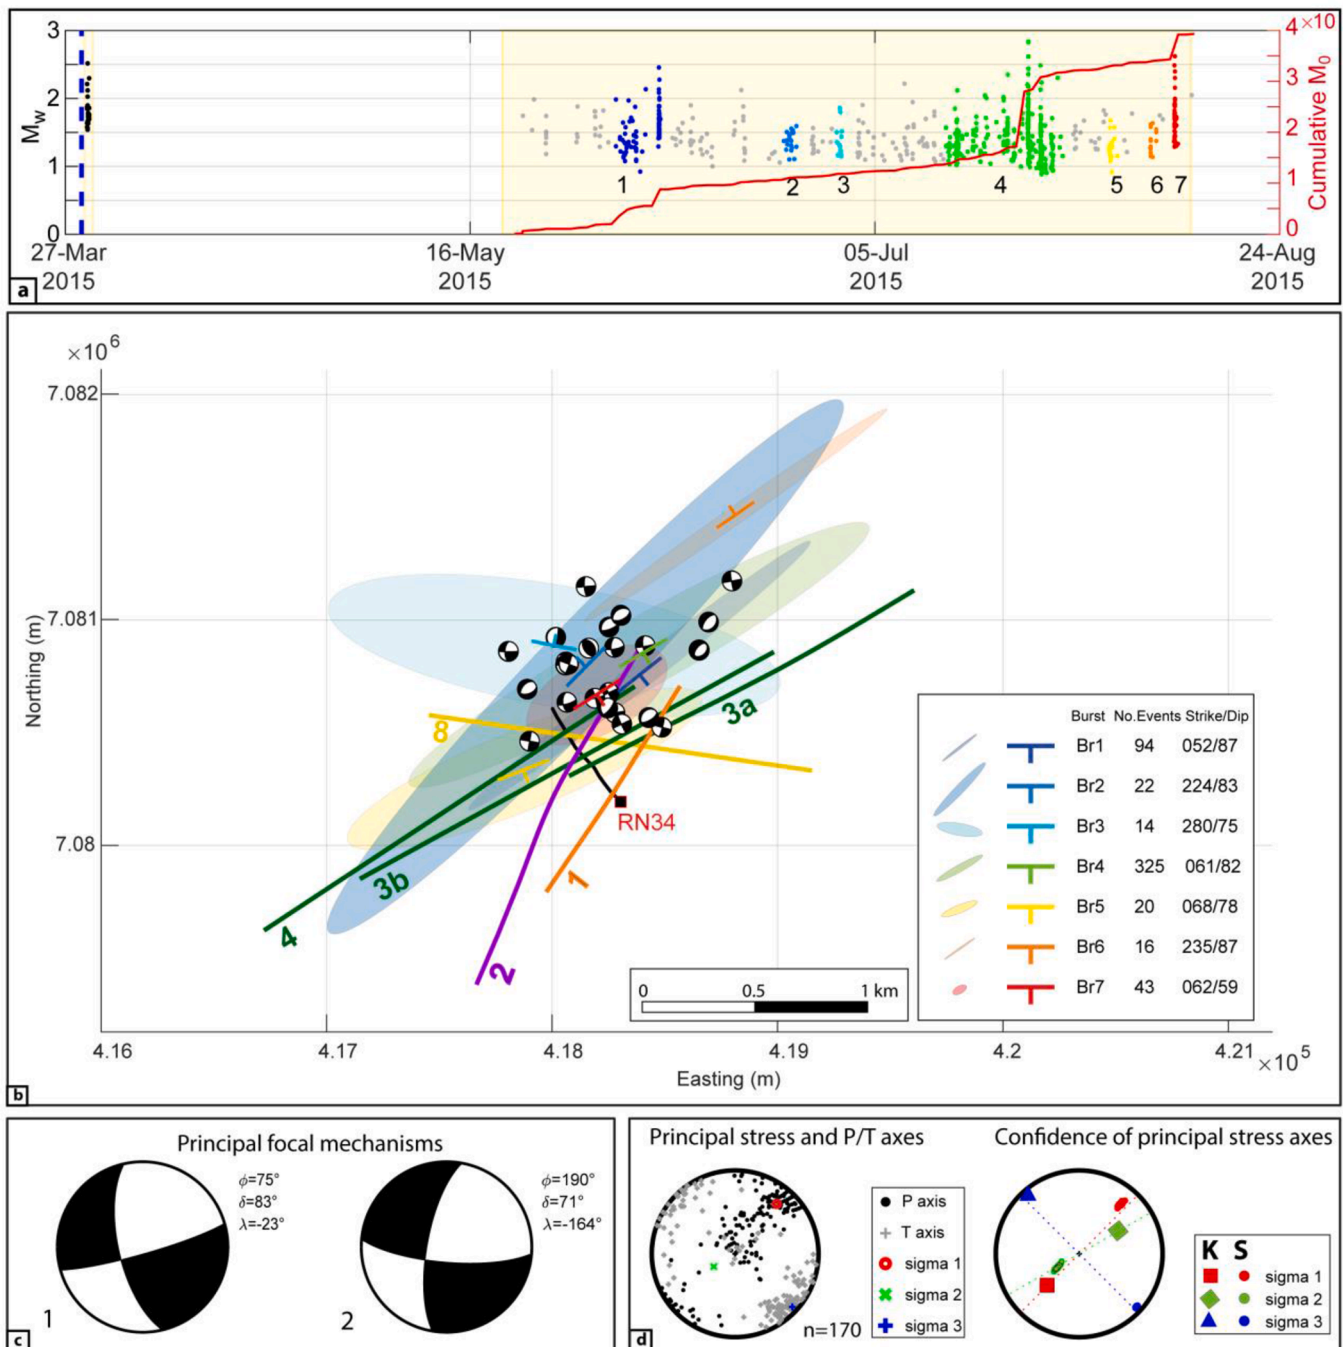 3
2
1
0
Mw
4×10
3
2
1
0
Cumulative M0
1 2 3 4 5 6 7
27-Mar 16-May 05-Jul 24-Aug
2015 2015 2015 2015
a
×10⁶
7.082
7.081
7.08
Northing (m)
3a
8
RN34
3b
1
4
2
0 0.5 1 km
Burst No.Events Strike/Dip
Br1 94 052/87
Br2 22 224/83
Br3 14 280/75
Br4 325 061/82
Br5 20 068/78
Br6 16 235/87
Br7 43 062/59
4.16 4.17 4.18 4.19 4.2 4.21 ×10⁵
Easting (m)
b
Principal focal mechanisms
ϕ=75°
δ=83°
λ=-23°
1
ϕ=190°
δ=71°
λ=-164°
2
c
Principal stress and P/T axes
P axis
T axis
sigma 1
sigma 2
sigma 3
n=170
Confidence of principal stress axes
K S
sigma 1
sigma 2
sigma 3
d